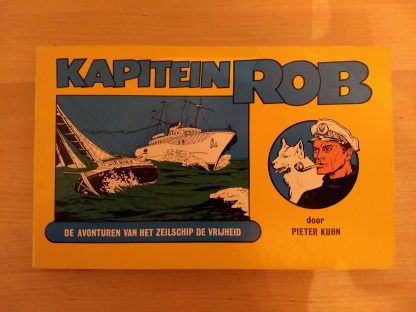 KAPITEIN ROB
DE AVONTUREN VAN HET ZEILSCHIP DE VRIJHEID
door
PIETER KUHN